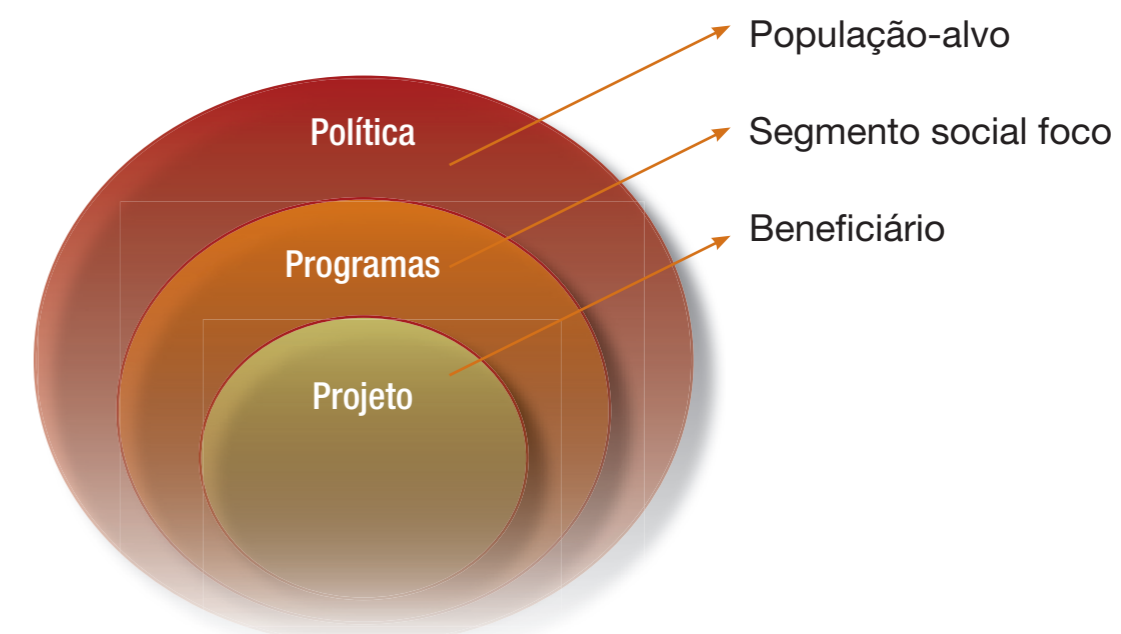 População-alvo
Política
Segmento social foco
Beneficiário
Programas
Projeto